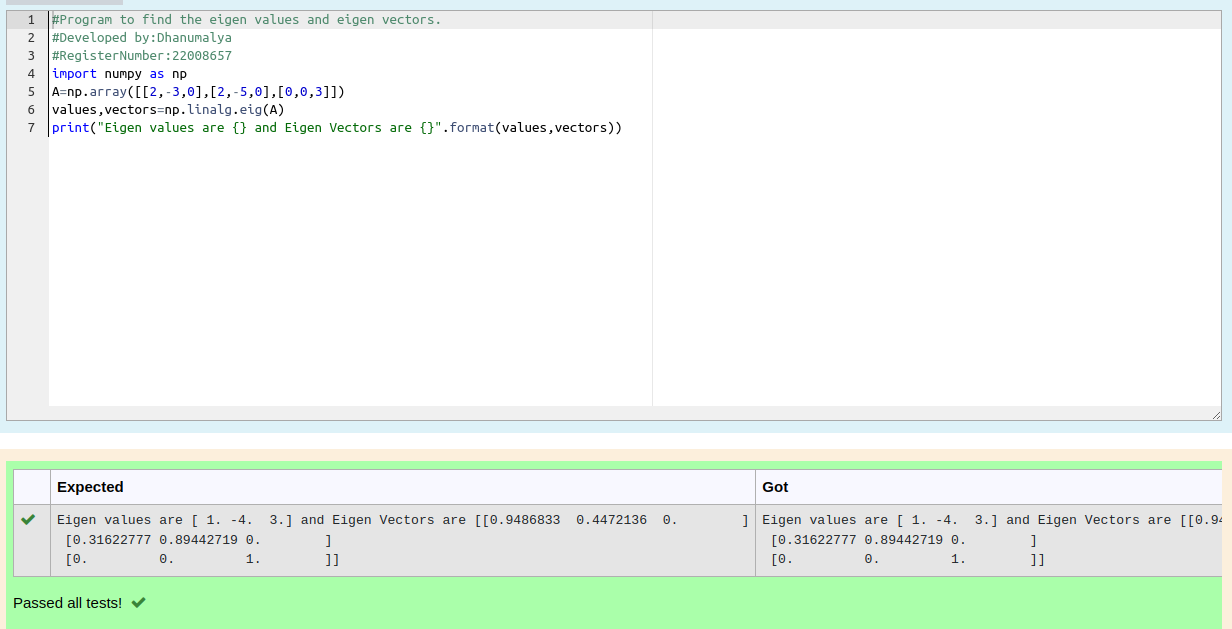 1 #Program to find the eigen values and eigen vectors.
2 #Developed by:Dhanumalya
3 #RegisterNumber:22008657
4 import numpy as np
5 A=np.array([[2,-3,0],[2,-5,0],[0,0,3]])
6 values,vectors=np.linalg.eig(A)
7 print("Eigen values are {} and Eigen Vectors are {}".format(values,vectors))
Expected Got
Eigen values are [ 1. -4.  3.] and Eigen Vectors are [[0.9486833  0.4472136  0.        ] Eigen values are [ 1. -4.  3.] and Eigen Vectors are [[0.94
[0.31622777 0.89442719 0.        ] [0.31622777 0.89442719 0.        ]
[0.         0.         1.        ]] [0.         0.         1.        ]]
Passed all tests!